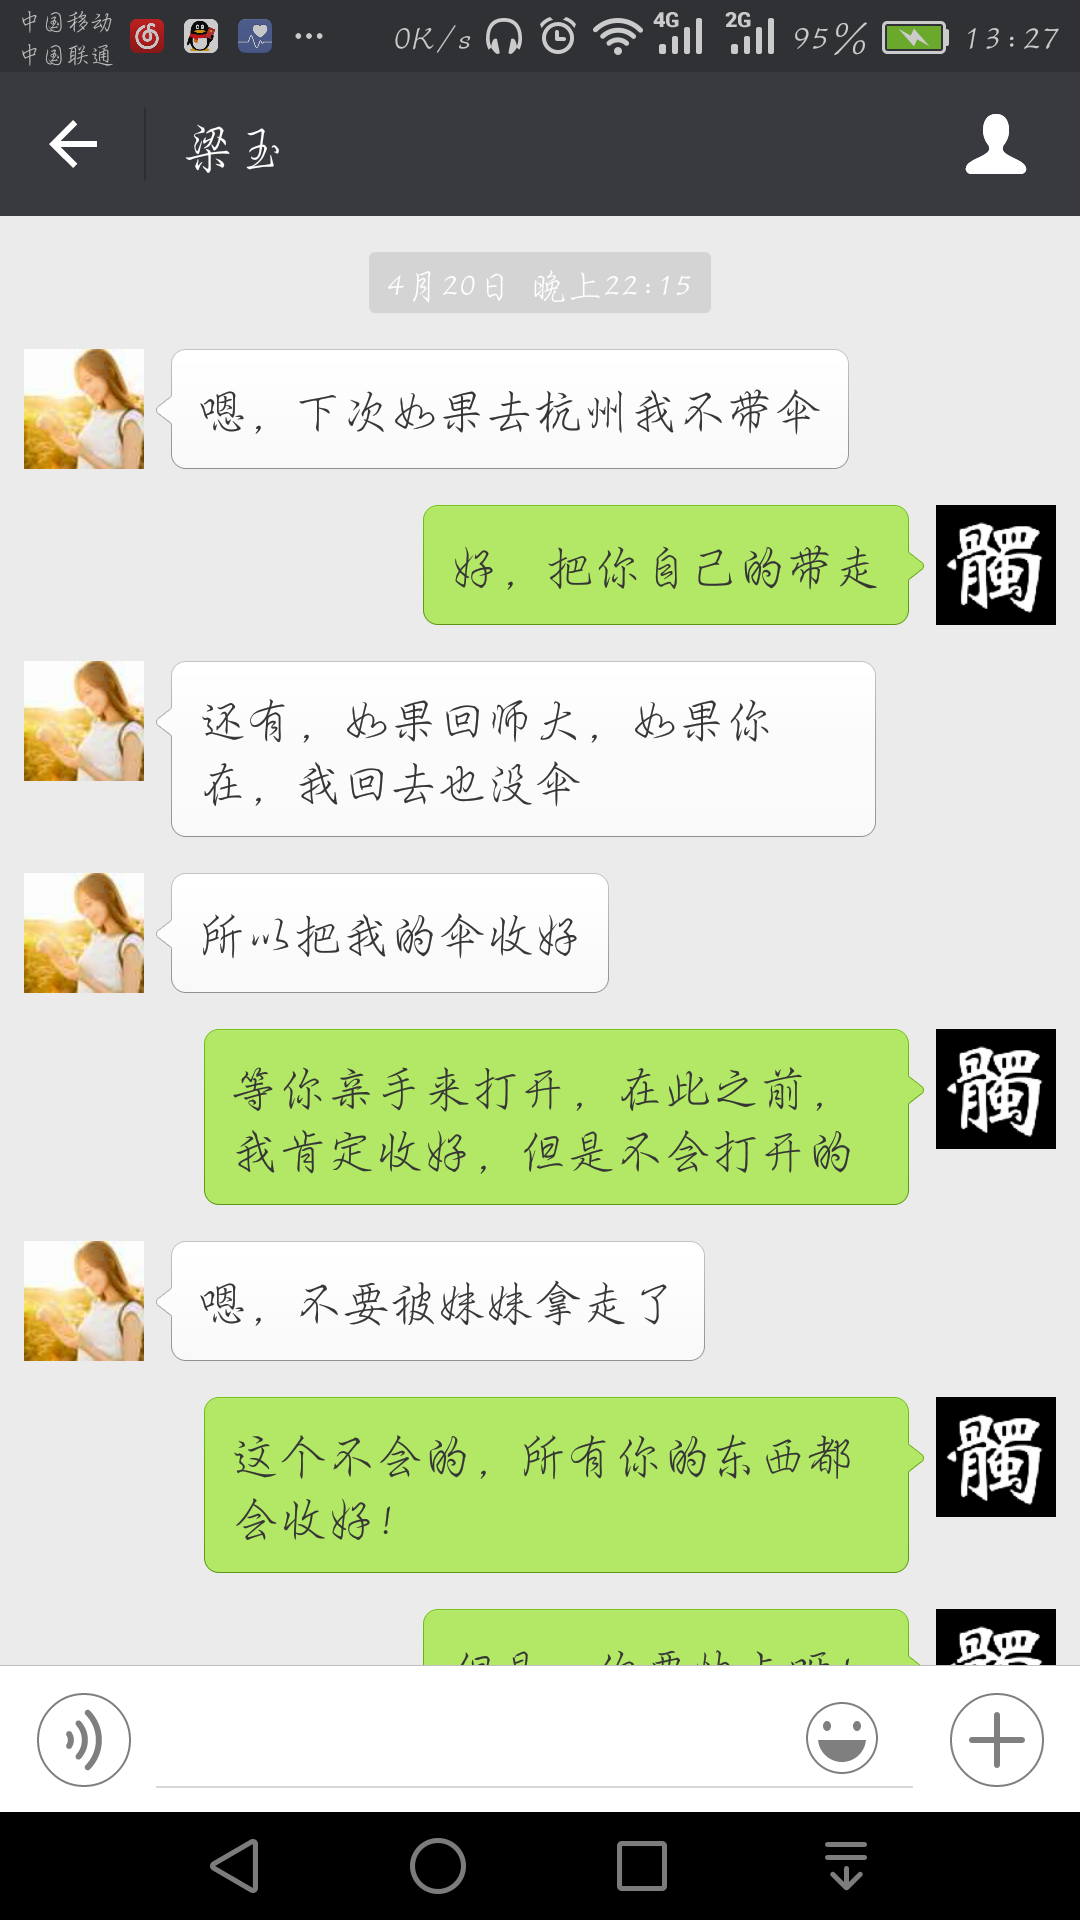 中国移动
中国联通
0K/s
4G
2G
95%
13:27
梁玉
4月20日 晚上22:15
嗯，下次如果去杭州我不带伞
好，把你自己的带走
髑
还有，如果回师大，如果你
在，我回去也没伞
所以把我的伞收好
等你亲手来打开，在此之前，
我肯定收好，但是不会打开的
髑
嗯，不要被妹妹拿走了
这个不会的，所有你的东西都
会收好！
髑